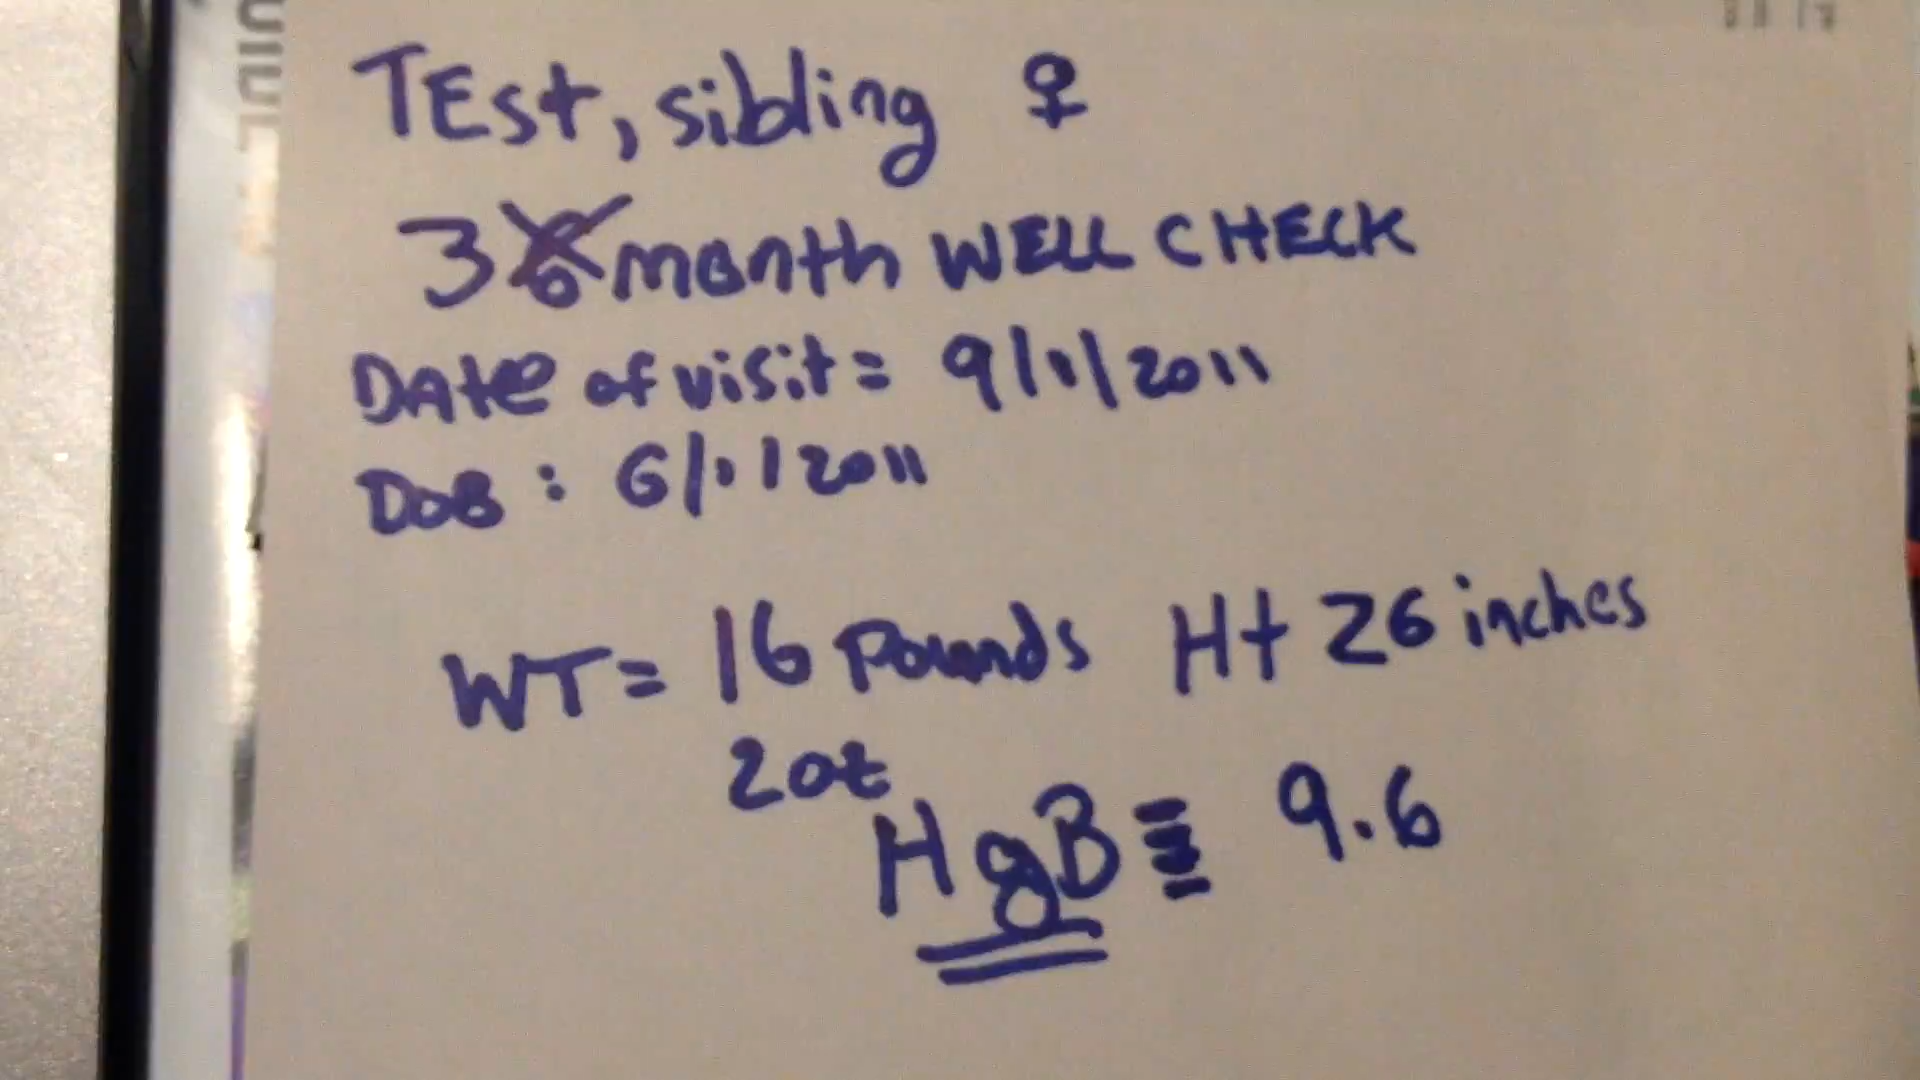 TEst, sibling ♀
3 month WELL CHECK
DAte of visit = 9/1/2011
DOB : 6/1/2011
WT = 16 Pounds Ht 26 inches
2oz
HgB = 9.6